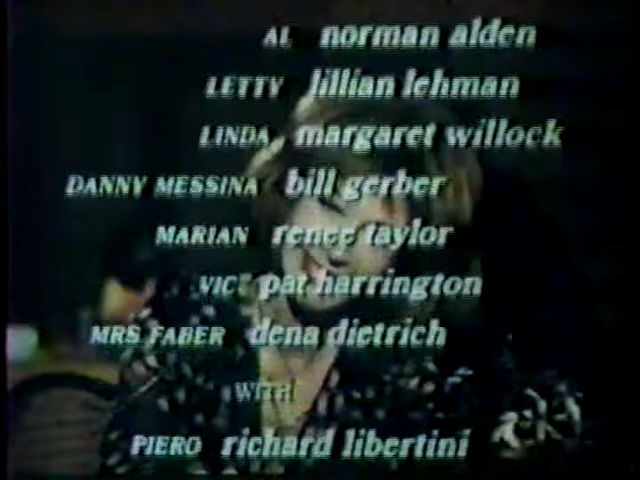 AL norman alden
LETTY lillian lehman
LINDA margaret willock
DANNY MESSINA bill gerber
MARIAN renee taylor
VIC pat harrington
MRS FABER dena dietrich
WITH
PIERO richard libertini